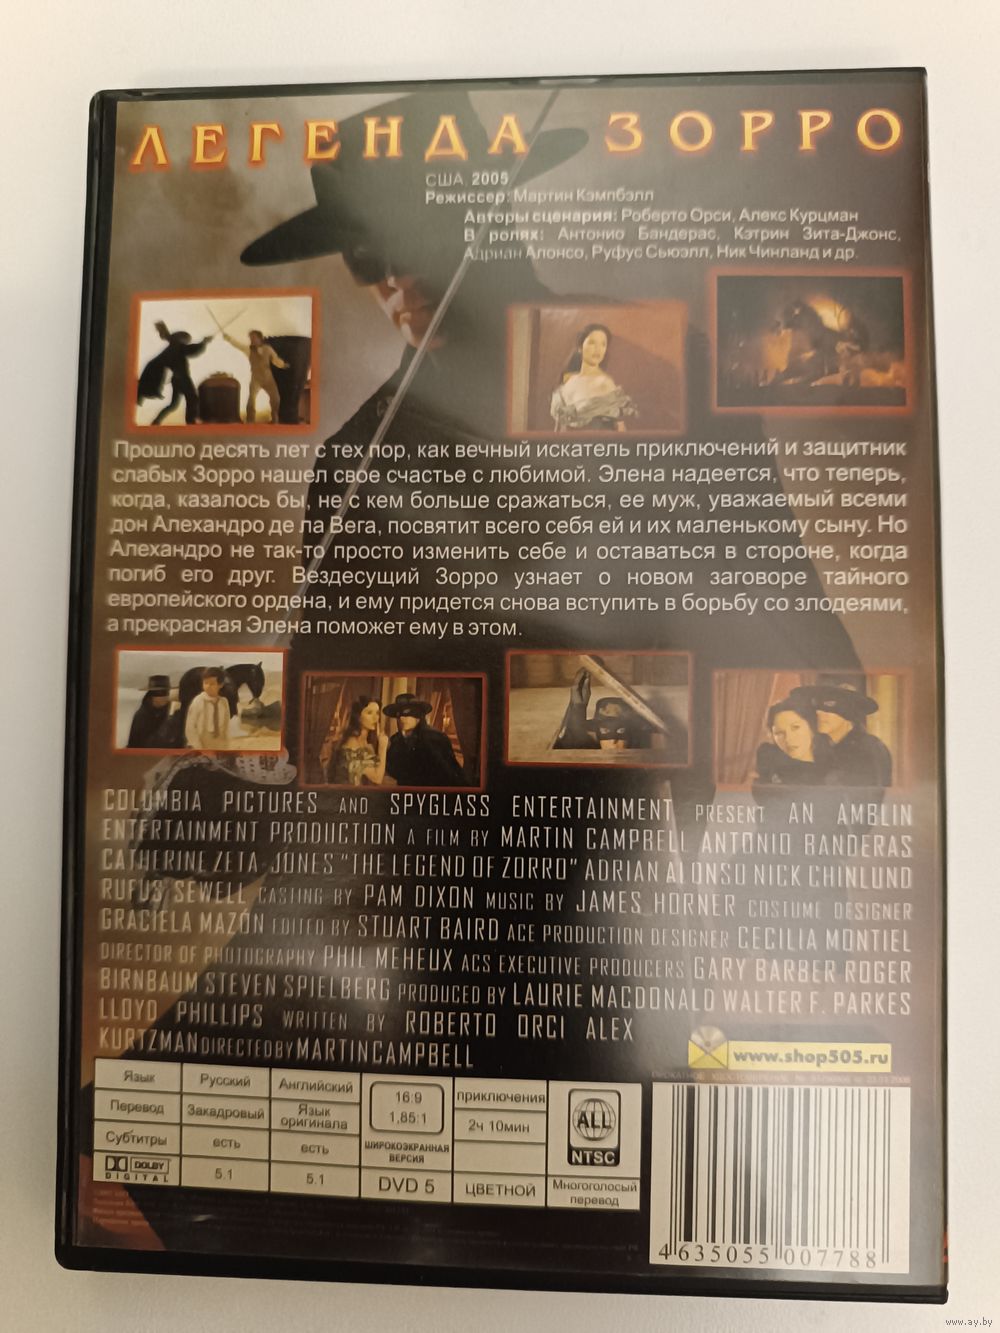 ЛЕГЕНДА ЗОРРО
США, 2005
Режиссер: Мартин Кэмпбэлл
Авторы сценария: Роберто Орси, Алекс Курцман
В ролях: Антонио Бандерас, Кэтрин Зита-Джонс,
Адриан Алонсо, Руфус Сьюэлл, Ник Чинланд и др.
Прошло десять лет с тех пор, как вечный искатель приключений и защитник
слабых Зорро нашел свое счастье с любимой. Элена надеется, что теперь,
когда, казалось бы, не с кем больше сражаться, ее муж, уважаемый всеми
дон Алехандро де ла Вега, посвятит всего себя ей и их маленькому сыну. Но
Алехандро не так-то просто изменить себе и оставаться в стороне, когда
погиб его друг. Вездесущий Зорро узнает о новом заговоре тайного
европейского ордена, и ему придется снова вступить в борьбу со злодеями,
а прекрасная Элена поможет ему в этом.
COLUMBIA PICTURES AND SPYGLASS ENTERTAINMENT PRESENT AN AMBLIN
ENTERTAINMENT PRODUCTION A FILM BY MARTIN CAMPBELL ANTONIO BANDERAS
CATHERINE ZETA-JONES "THE LEGEND OF ZORRO" ADRIAN ALONSO NICK CHINLUND
RUFUS SEWELL CASTING BY PAM DIXON MUSIC BY JAMES HORNER COSTUME DESIGNER
GRACIELA MAZÓN EDITED BY STUART BAIRD ACE PRODUCTION DESIGNER CECILIA MONTIEL
DIRECTOR OF PHOTOGRAPHY PHIL MEHEUX ACS EXECUTIVE PRODUCERS GARY BARBER ROGER
BIRNBAUM STEVEN SPIELBERG PRODUCED BY LAURIE MACDONALD WALTER F. PARKES
LLOYD PHILLIPS WRITTEN BY ROBERTO ORCI ALEX
KURTZMAN DIRECTED BY MARTIN CAMPBELL
www.shop505.ru
Язык Русский Английский
Перевод Закадровый Язык оригинала
Субтитры есть есть
DOLBY DIGITAL 5.1 5.1
16:9
1,85:1
ШИРОКОЭКРАННАЯ
ВЕРСИЯ
DVD 5
приключения
2ч 10мин
ЦВЕТНОЙ
ALL
NTSC
Многоголосый
перевод
4 635055 007788
www.ay.by